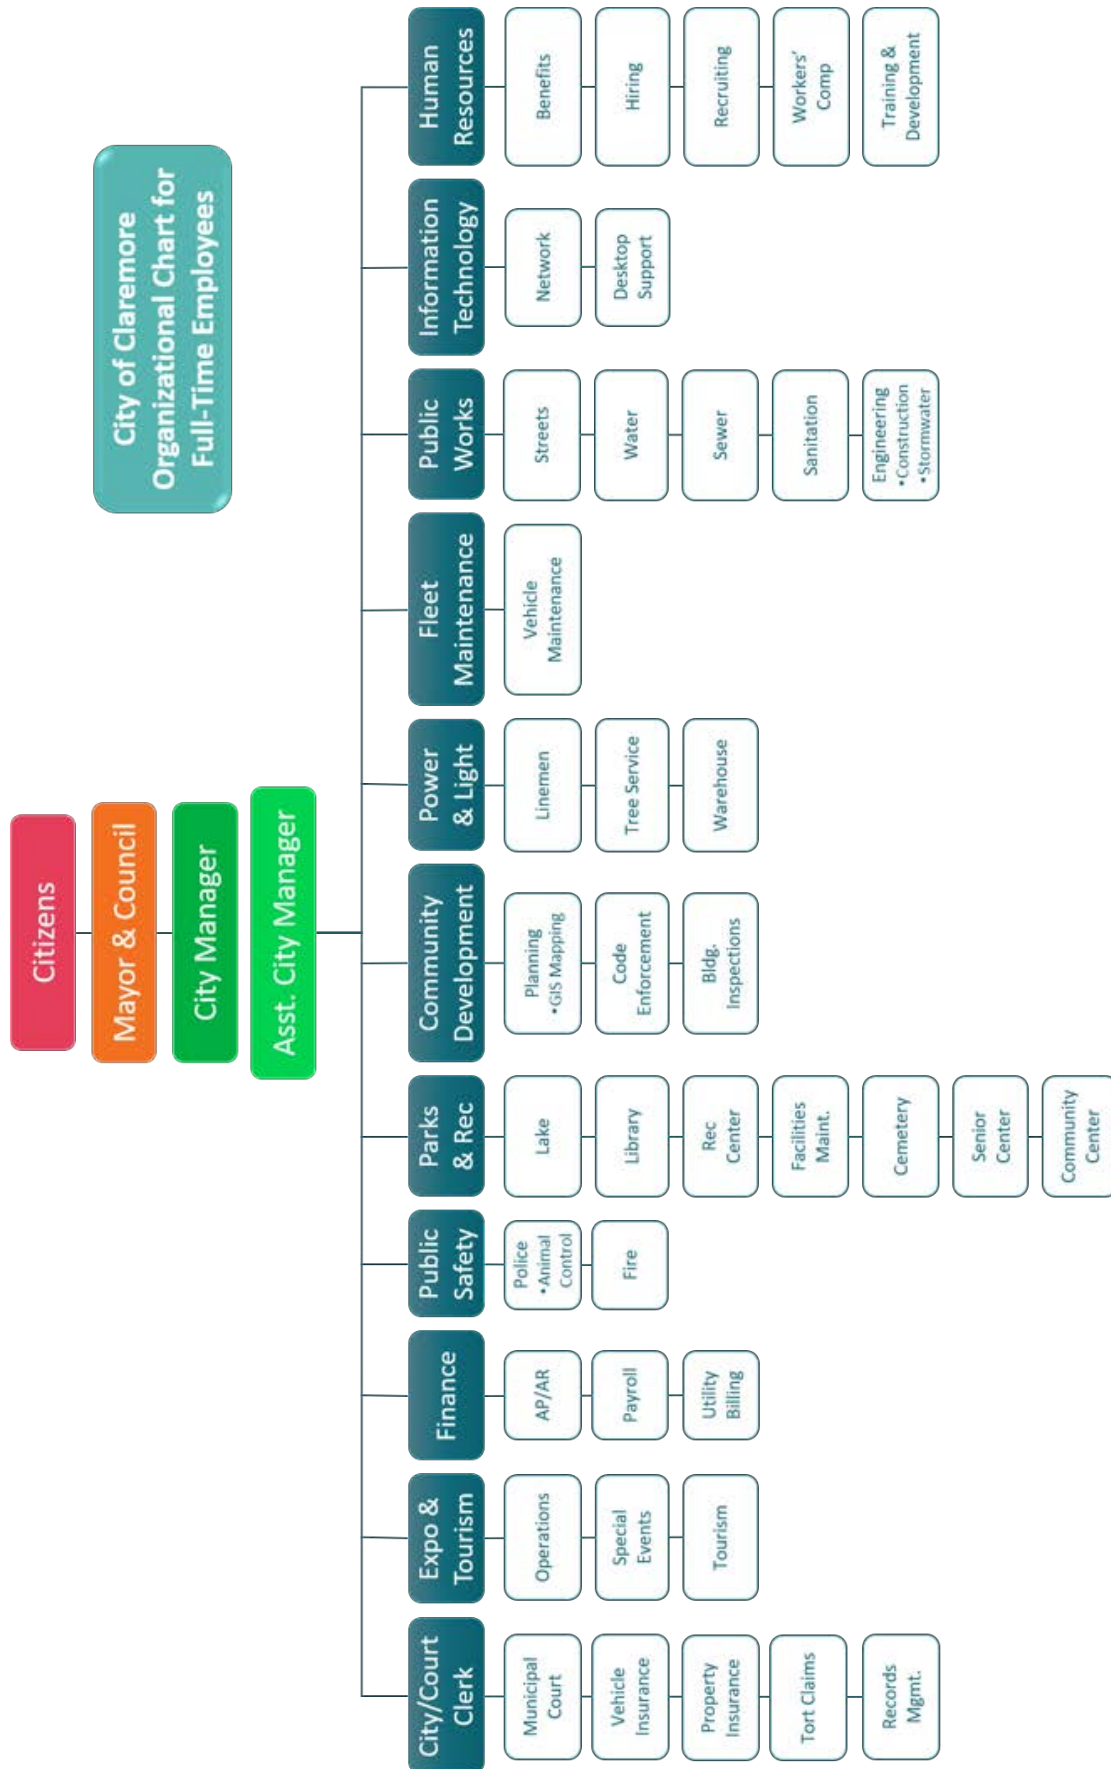 City of Claremore
Organizational Chart for
Full-Time Employees
Citizens
Mayor & Council
City Manager
Asst. City Manager
City/Court
Clerk
Municipal
Court
Vehicle
Insurance
Property
Insurance
Tort Claims
Records
Mgmt.
Expo &
Tourism
Operations
Special
Events
Tourism
Finance
AP/AR
Payroll
Utility
Billing
Public
Safety
Police
•Animal
Control
Fire
Parks
& Rec
Lake
Library
Rec
Center
Facilities
Maint.
Cemetery
Senior
Center
Community
Center
Community
Development
Planning
•GIS Mapping
Code
Enforcement
Bldg.
Inspections
Power
& Light
Linemen
Tree Service
Warehouse
Fleet
Maintenance
Vehicle
Maintenance
Public
Works
Streets
Water
Sewer
Sanitation
Engineering
•Construction
•Stormwater
Information
Technology
Network
Desktop
Support
Human
Resources
Benefits
Hiring
Recruiting
Workers'
Comp
Training &
Development